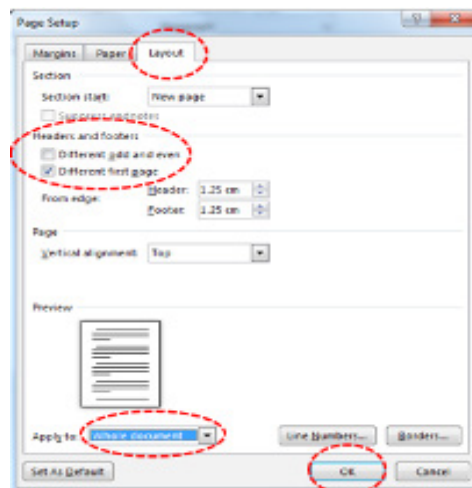 Page Setup
Margins Paper Layout
Section
Section start: New page
Suppress endnotes
Headers and footers
Different odd and even
Different first page
From edge: Header: 1.25 cm
Footer: 1.25 cm
Page
Vertical alignment: Top
Preview
Apply to: Whole document Line Numbers... Borders...
Set As Default OK Cancel